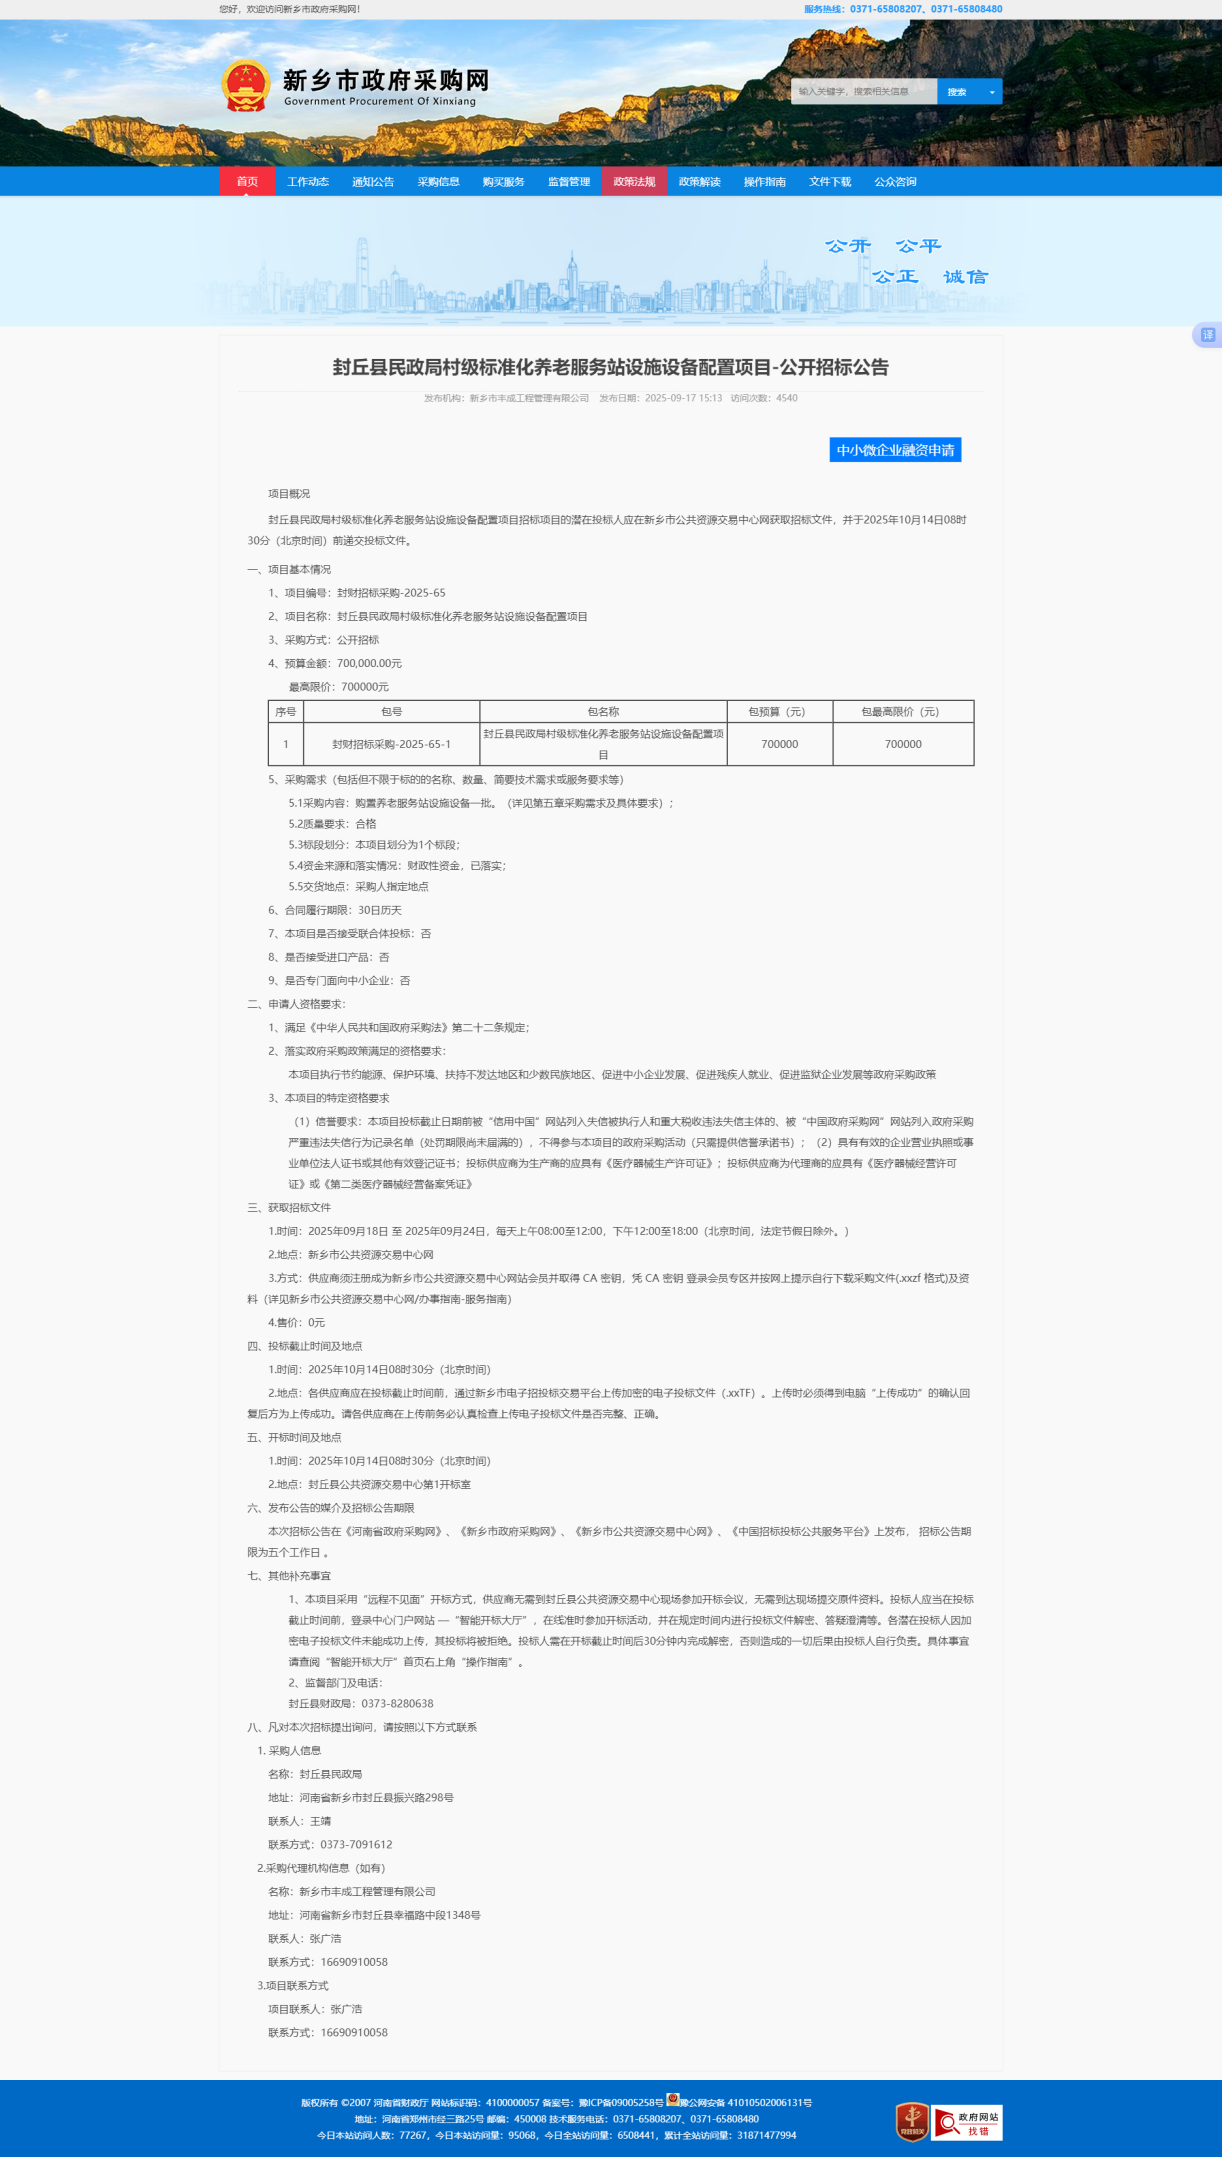 您好，欢迎访问新乡市政府采购网！
服务热线：0371-65808207、0371-65808480
新乡市政府采购网
Government Procurement Of Xinxiang
输入关键字，搜索相关信息
搜索
首页 工作动态 通知公告 采购信息 购买服务 监督管理 政策法规 政策解读 操作指南 文件下载 公众咨询
公开 公平
公正 诚信
译
封丘县民政局村级标准化养老服务站设施设备配置项目-公开招标公告
发布机构：新乡市丰成工程管理有限公司 发布日期：2025-09-17 15:13 访问次数：4540
中小微企业融资申请
项目概况
封丘县民政局村级标准化养老服务站设施设备配置项目招标项目的潜在投标人应在新乡市公共资源交易中心网获取招标文件，并于2025年10月14日08时
30分（北京时间）前递交投标文件。
一、项目基本情况
1、项目编号：封财招标采购-2025-65
2、项目名称：封丘县民政局村级标准化养老服务站设施设备配置项目
3、采购方式：公开招标
4、预算金额：700,000.00元
最高限价：700000元
序号 包号 包名称 包预算（元） 包最高限价（元）
1 封财招标采购-2025-65-1 封丘县民政局村级标准化养老服务站设施设备配置项 700000 700000
目
5、采购需求（包括但不限于标的的名称、数量、简要技术需求或服务要求等）
5.1采购内容：购置养老服务站设施设备一批。（详见第五章采购需求及具体要求）；
5.2质量要求：合格
5.3标段划分：本项目划分为1个标段；
5.4资金来源和落实情况：财政性资金，已落实；
5.5交货地点：采购人指定地点
6、合同履行期限：30日历天
7、本项目是否接受联合体投标：否
8、是否接受进口产品：否
9、是否专门面向中小企业：否
二、申请人资格要求：
1、满足《中华人民共和国政府采购法》第二十二条规定；
2、落实政府采购政策满足的资格要求：
本项目执行节约能源、保护环境、扶持不发达地区和少数民族地区、促进中小企业发展、促进残疾人就业、促进监狱企业发展等政府采购政策
3、本项目的特定资格要求
（1）信誉要求：本项目投标截止日期前被“信用中国”网站列入失信被执行人和重大税收违法失信主体的、被“中国政府采购网”网站列入政府采购
严重违法失信行为记录名单（处罚期限尚未届满的），不得参与本项目的政府采购活动（只需提供信誉承诺书）；（2）具有有效的企业营业执照或事
业单位法人证书或其他有效登记证书；投标供应商为生产商的应具有《医疗器械生产许可证》；投标供应商为代理商的应具有《医疗器械经营许可
证》或《第二类医疗器械经营备案凭证》
三、获取招标文件
1.时间：2025年09月18日 至 2025年09月24日，每天上午08:00至12:00，下午12:00至18:00（北京时间，法定节假日除外。）
2.地点：新乡市公共资源交易中心网
3.方式：供应商须注册成为新乡市公共资源交易中心网站会员并取得 CA 密钥，凭 CA 密钥 登录会员专区并按网上提示自行下载采购文件(.xxzf 格式)及资
料（详见新乡市公共资源交易中心网/办事指南-服务指南）
4.售价：0元
四、投标截止时间及地点
1.时间：2025年10月14日08时30分（北京时间）
2.地点：各供应商应在投标截止时间前，通过新乡市电子招投标交易平台上传加密的电子投标文件（.xxTF）。上传时必须得到电脑“上传成功”的确认回
复后方为上传成功。请各供应商在上传前务必认真检查上传电子投标文件是否完整、正确。
五、开标时间及地点
1.时间：2025年10月14日08时30分（北京时间）
2.地点：封丘县公共资源交易中心第1开标室
六、发布公告的媒介及招标公告期限
本次招标公告在《河南省政府采购网》、《新乡市政府采购网》、《新乡市公共资源交易中心网》、《中国招标投标公共服务平台》上发布， 招标公告期
限为五个工作日 。
七、其他补充事宜
1、本项目采用“远程不见面”开标方式，供应商无需到封丘县公共资源交易中心现场参加开标会议，无需到达现场提交原件资料。投标人应当在投标
截止时间前，登录中心门户网站 —“智能开标大厅”，在线准时参加开标活动，并在规定时间内进行投标文件解密、答疑澄清等。各潜在投标人因加
密电子投标文件未能成功上传，其投标将被拒绝。投标人需在开标截止时间后30分钟内完成解密，否则造成的一切后果由投标人自行负责。具体事宜
请查阅“智能开标大厅”首页右上角“操作指南”。
2、监督部门及电话：
封丘县财政局：0373-8280638
八、凡对本次招标提出询问，请按照以下方式联系
1. 采购人信息
名称：封丘县民政局
地址：河南省新乡市封丘县振兴路298号
联系人：王靖
联系方式：0373-7091612
2.采购代理机构信息（如有）
名称：新乡市丰成工程管理有限公司
地址：河南省新乡市封丘县幸福路中段1348号
联系人：张广浩
联系方式：16690910058
3.项目联系方式
项目联系人：张广浩
联系方式：16690910058
版权所有 ©2007 河南省财政厅 网站标识码：4100000057 备案号：豫ICP备09005258号 豫公网安备 41010502006131号
地址：河南省郑州市经三路25号 邮编：450008 技术服务电话：0371-65808207、0371-65808480
今日本站访问人数：77267，今日本站访问量：95068，今日全站访问量：6508441，累计全站访问量：31871477994
党政机关
政府网站
找错